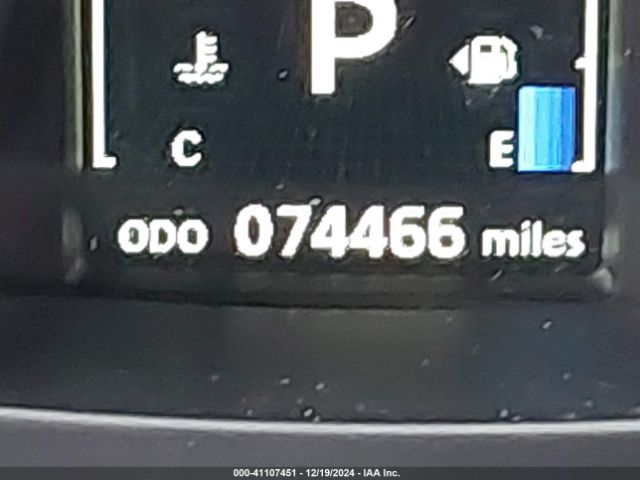 P
C E
ODO 074466 miles
000-41107451 - 12/19/2024 - IAA Inc.